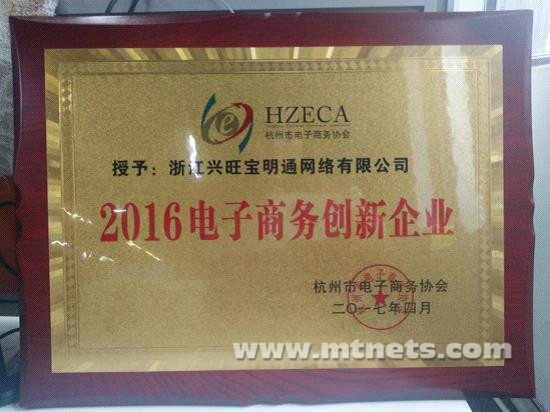 HZECA
杭州市电子商务协会
授予：浙江兴旺宝明通网络有限公司
2016电子商务创新企业
杭州市电子商务协会
二〇一七年四月
www.mtnets.com